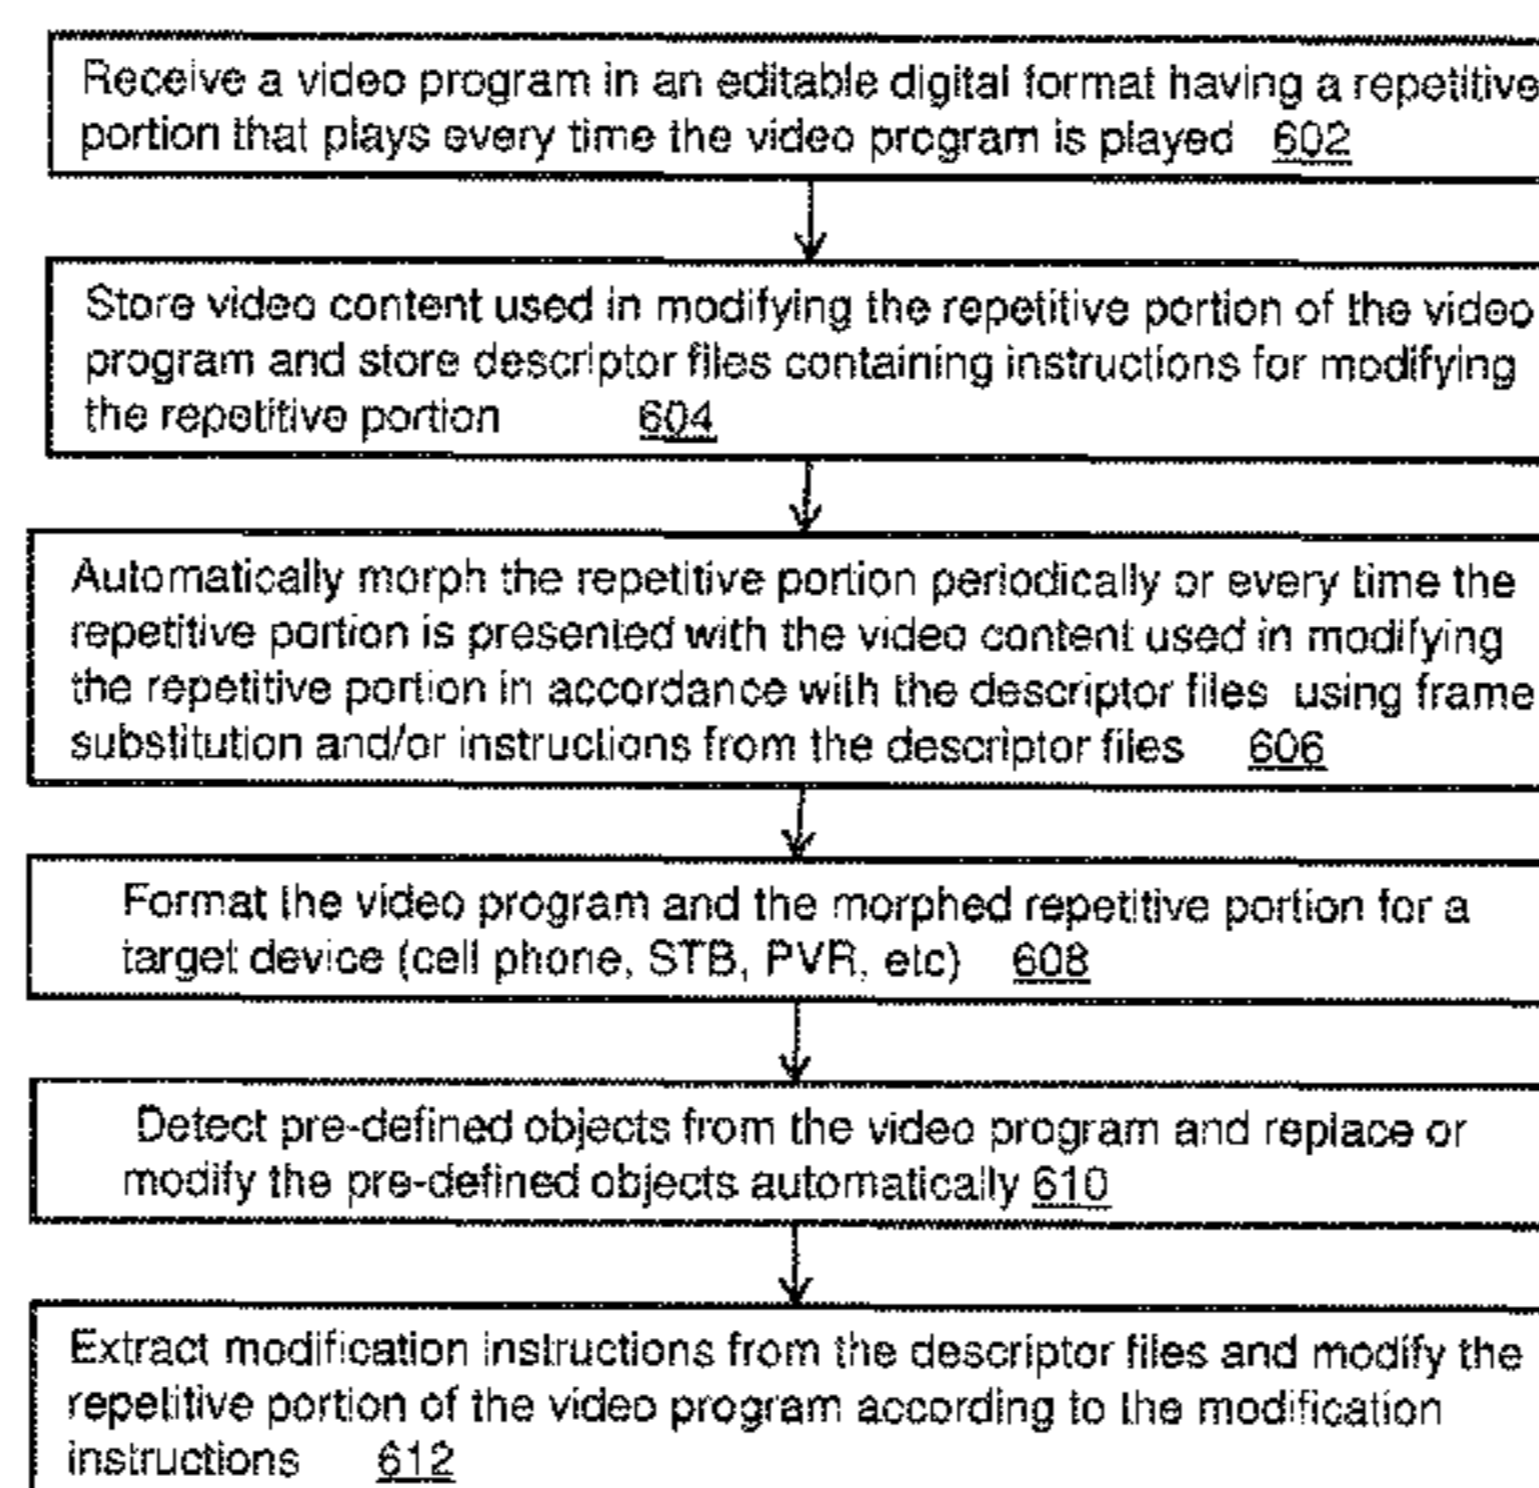 Receive a video program in an editable digital format having a repetitive
portion that plays every time the video program is played 602
Store video content used in modifying the repetitive portion of the video
program and store descriptor files containing instructions for modifying
the repetitive portion 604
Automatically morph the repetitive portion periodically or every time the
repetitive portion is presented with the video content used in modifying
the repetitive portion in accordance with the descriptor files using frame
substitution and/or instructions from the descriptor files 606
Format the video program and the morphed repetitive portion for a
target device (cell phone, STB, PVR, etc) 608
Detect pre-defined objects from the video program and replace or
modify the pre-defined objects automatically 610
Extract modification instructions from the descriptor files and modify the
repetitive portion of the video program according to the modification
instructions 612